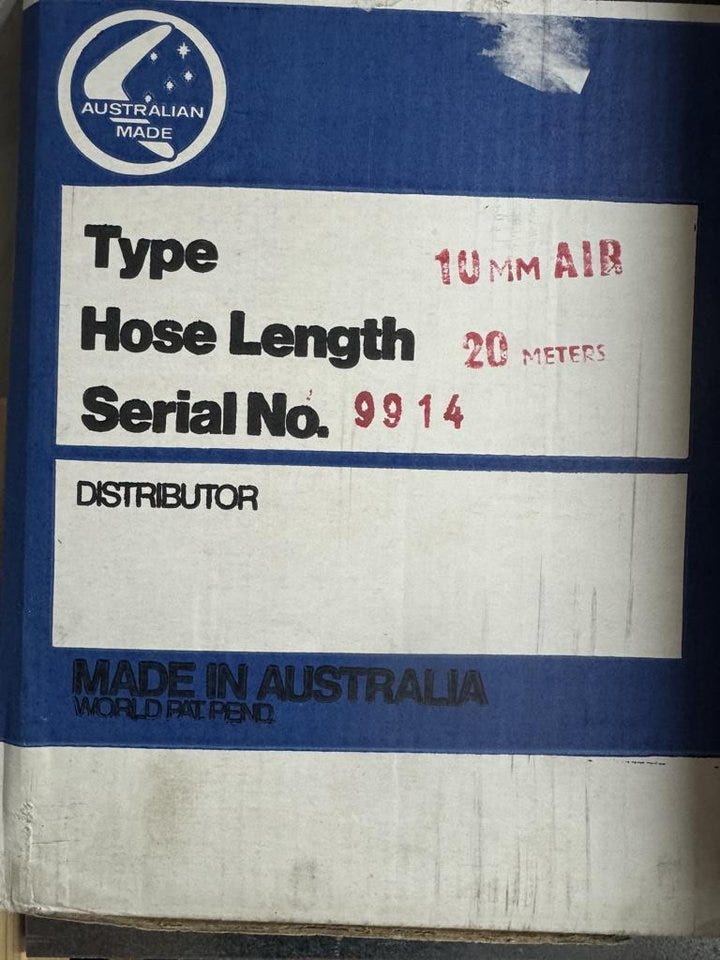 AUSTRALIAN
MADE
Type 10 MM AIR
Hose Length 20 METERS
Serial No. 9914
DISTRIBUTOR
MADE IN AUSTRALIA
WORLD PAT. PEND.